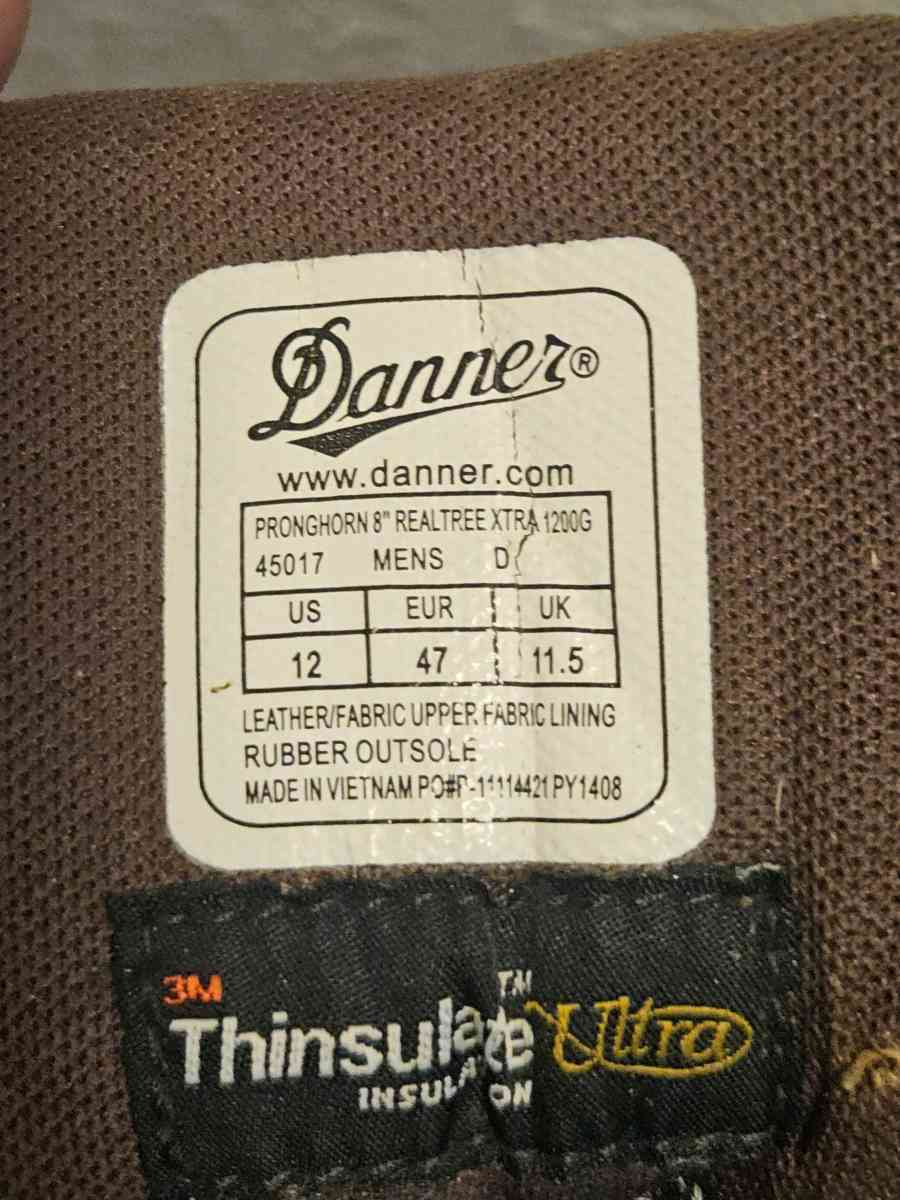 Danner®
www.danner.com
PRONGHORN 8" REALTREE XTRA 1200G
45017 MENS D
US EUR UK
12 47 11.5
LEATHER/FABRIC UPPER FABRIC LINING
RUBBER OUTSOLE
MADE IN VIETNAM PO#P-11114421 PY1408
3M
Thinsulate™ Ultra
INSULATION